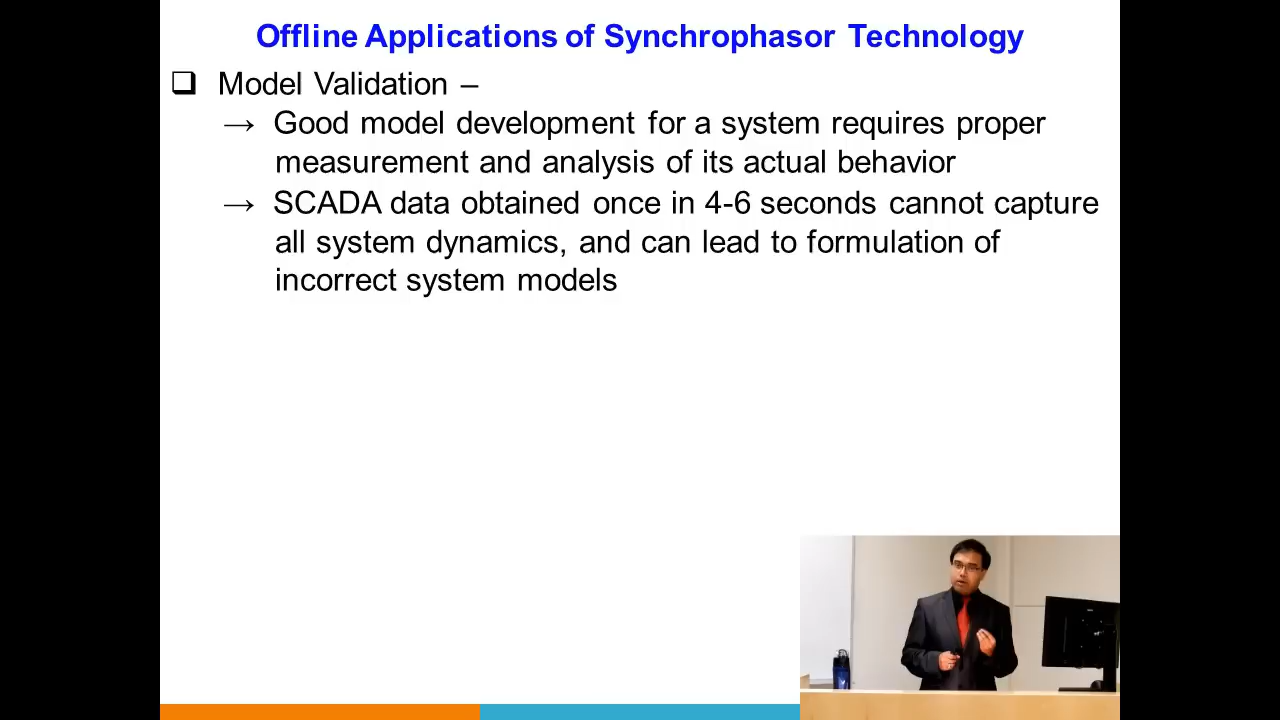 Offline Applications of Synchrophasor Technology
❑ Model Validation –
→ Good model development for a system requires proper
measurement and analysis of its actual behavior
→ SCADA data obtained once in 4-6 seconds cannot capture
all system dynamics, and can lead to formulation of
incorrect system models